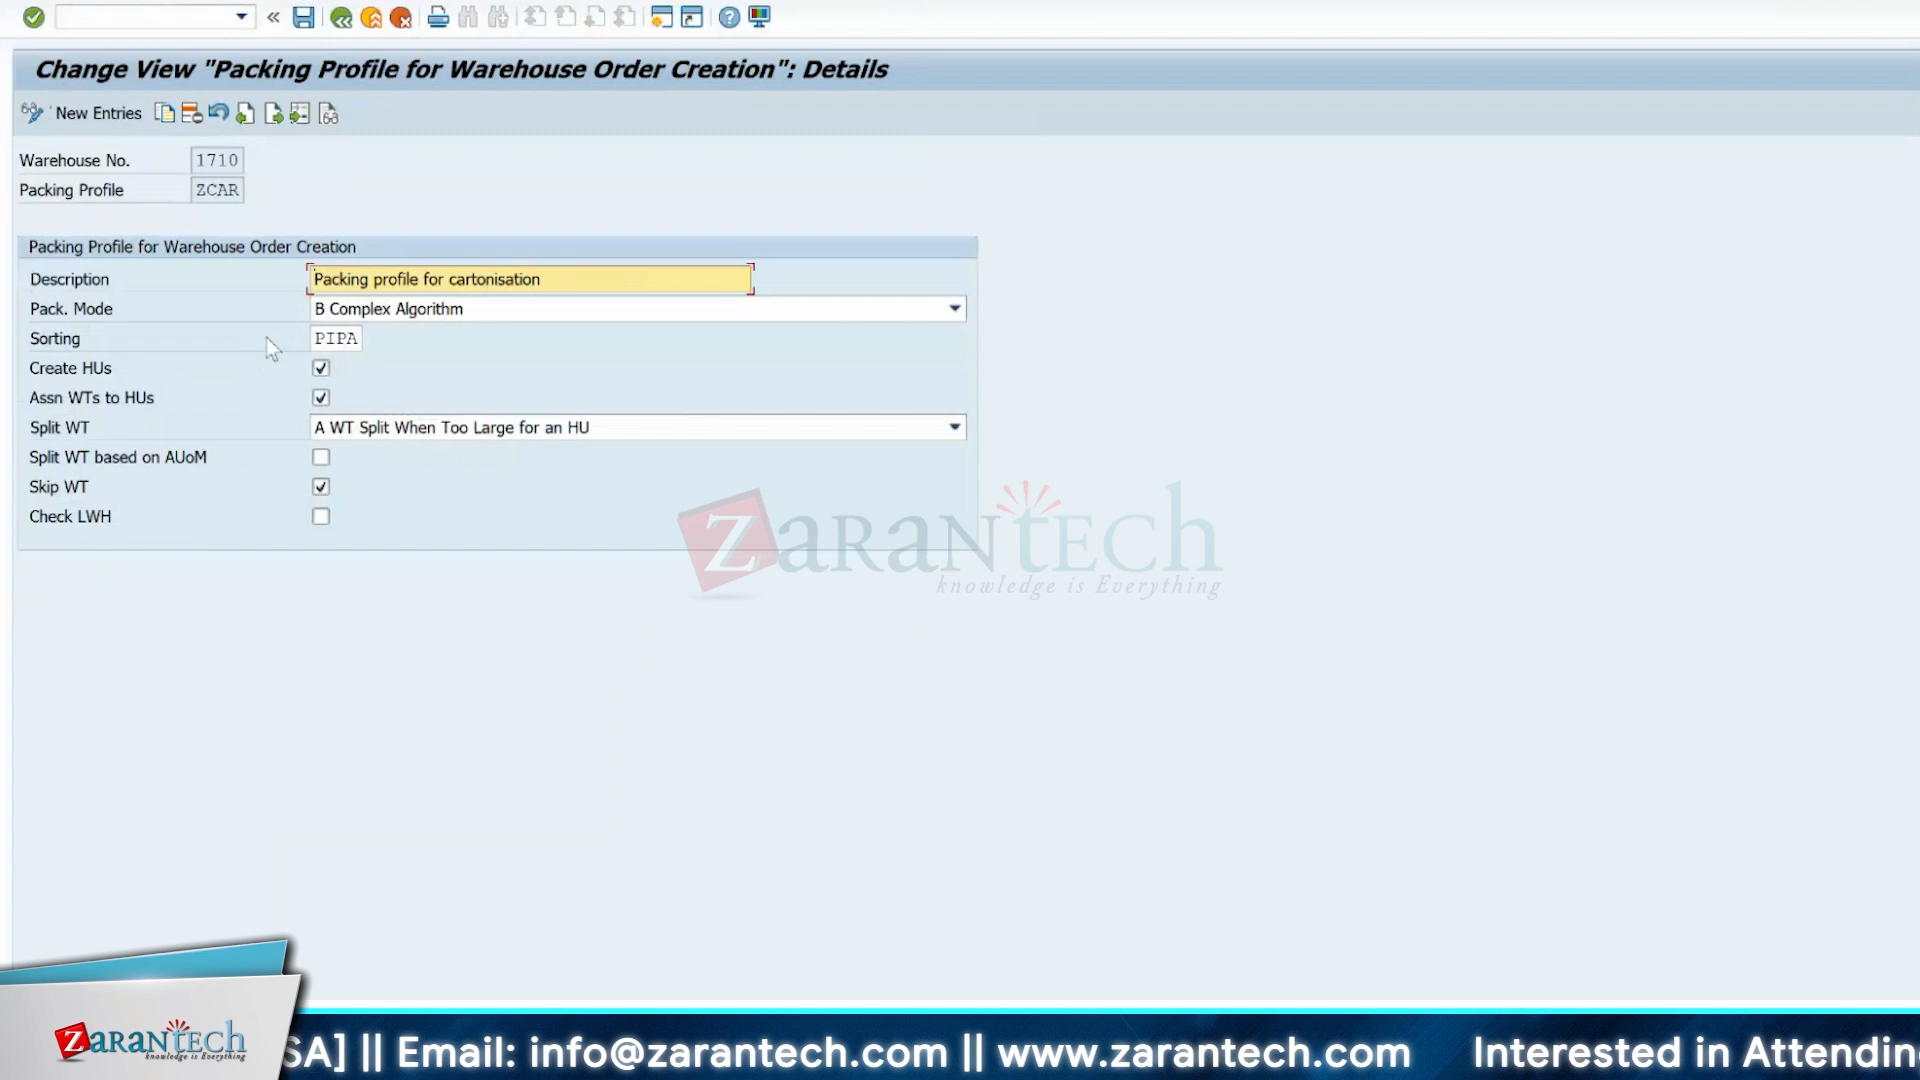 Change View "Packing Profile for Warehouse Order Creation": Details
New Entries
Warehouse No. 1710
Packing Profile ZCAR
Packing Profile for Warehouse Order Creation
Description Packing profile for cartonisation
Pack. Mode B Complex Algorithm
Sorting PIPA
Create HUs
Assn WTs to HUs
Split WT A WT Split When Too Large for an HU
Split WT based on AUoM
Skip WT
Check LWH
ZaranTech
knowledge is Everything
ZaranTech
knowledge is Everything
SA] || Email: info@zarantech.com || www.zarantech.com Interested in Attendin